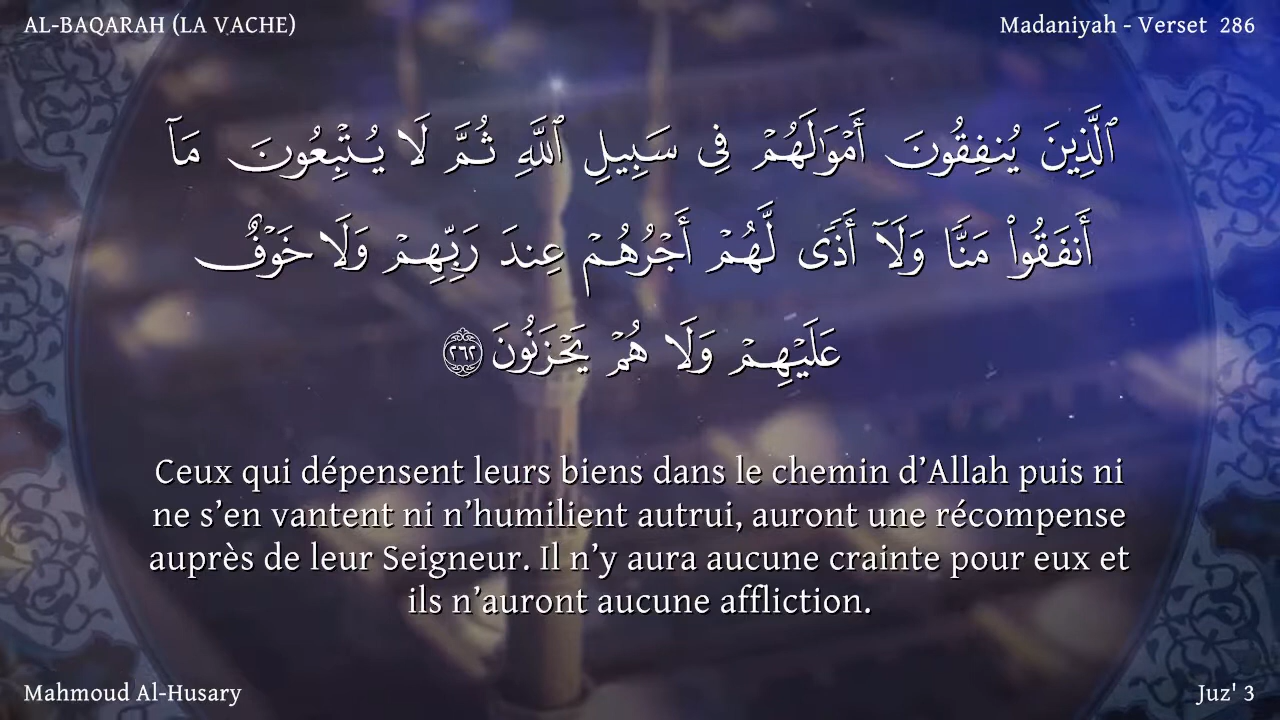 AL-BAQARAH (LA VACHE)
Madaniyah - Verset 286
ٱلَّذِينَ يُنفِقُونَ أَمْوَٰلَهُمْ فِى سَبِيلِ ٱللَّهِ ثُمَّ لَا يُتْبِعُونَ مَآ
أَنفَقُوا۟ مَنًّا وَلَآ أَذًى لَّهُمْ أَجْرُهُمْ عِندَ رَبِّهِمْ وَلَا خَوْفٌ
عَلَيْهِمْ وَلَا هُمْ يَحْزَنُونَ ٢٦٢
Ceux qui dépensent leurs biens dans le chemin d’Allah puis ni
ne s’en vantent ni n’humilient autrui, auront une récompense
auprès de leur Seigneur. Il n’y aura aucune crainte pour eux et
ils n’auront aucune affliction.
Mahmoud Al-Husary
Juz' 3